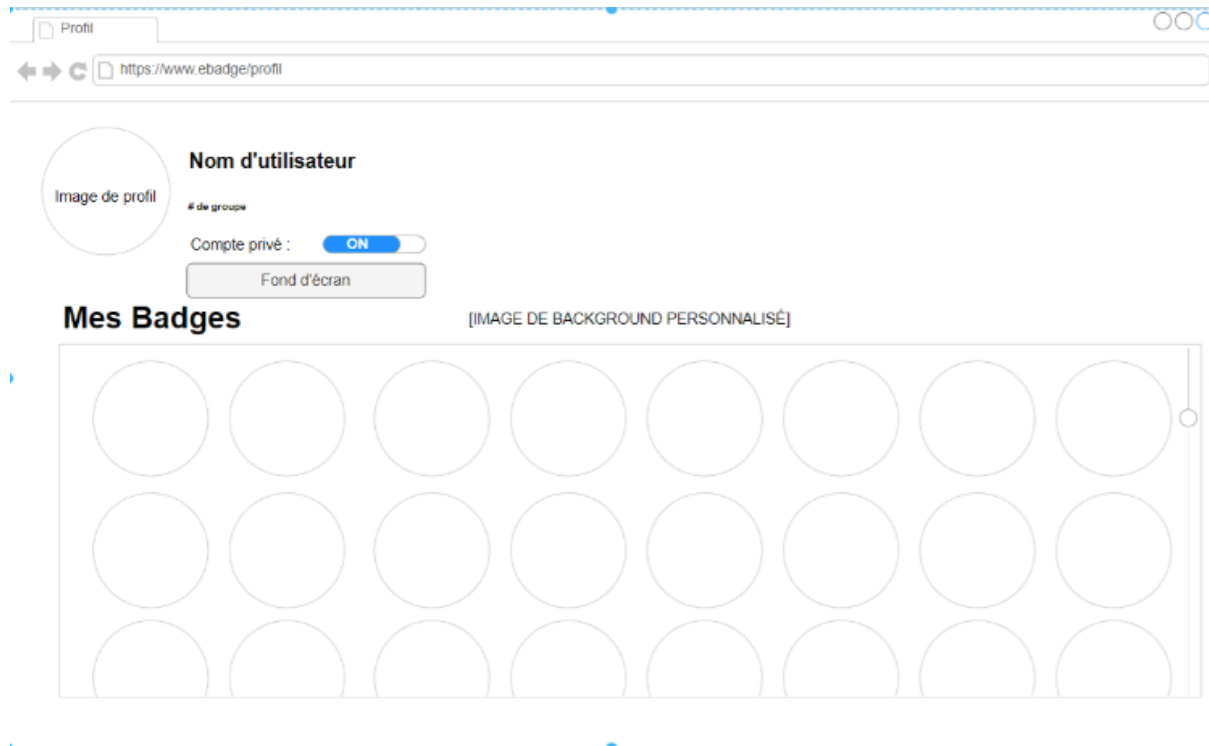 Profil
https://www.ebadge/profil
Nom d'utilisateur
Image de profil
# de groupe
Compte privé :
ON
Fond d'écran
Mes Badges
[IMAGE DE BACKGROUND PERSONNALISÉ]